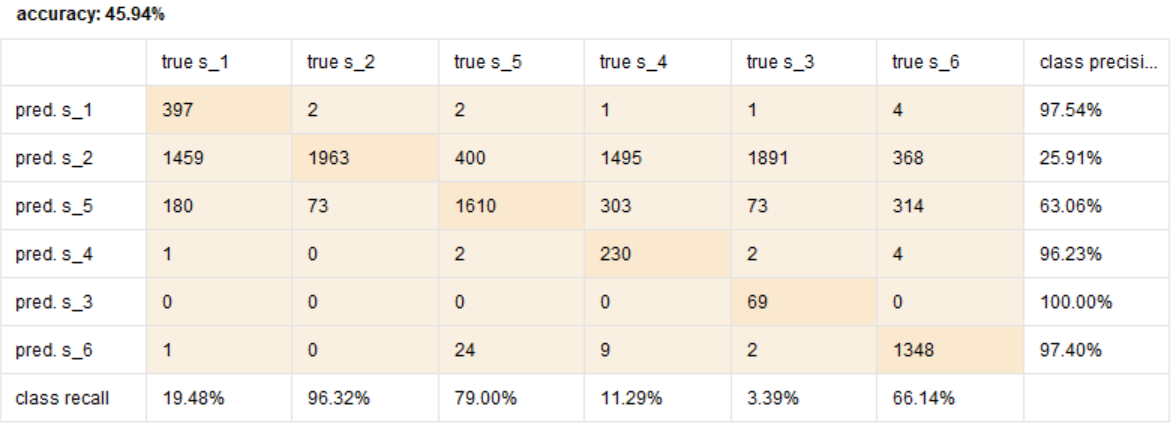 accuracy: 45.94%
true s_1 true s_2 true s_5 true s_4 true s_3 true s_6 class precisi...
pred. s_1 397 2 2 1 1 4 97.54%
pred. s_2 1459 1963 400 1495 1891 368 25.91%
pred. s_5 180 73 1610 303 73 314 63.06%
pred. s_4 1 0 2 230 2 4 96.23%
pred. s_3 0 0 0 0 69 0 100.00%
pred. s_6 1 0 24 9 2 1348 97.40%
class recall 19.48% 96.32% 79.00% 11.29% 3.39% 66.14%